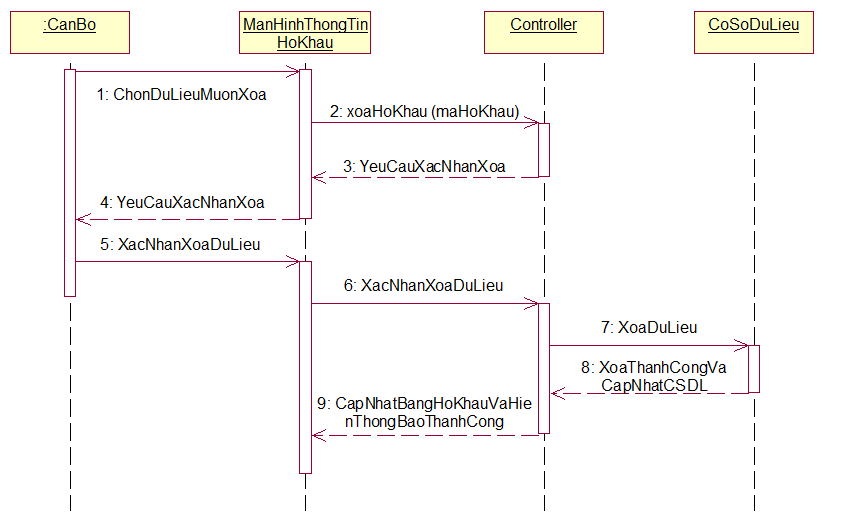 :CanBo
ManHinhThongTin
HoKhau
Controller
CoSoDuLieu
1: ChonDuLieuMuonXoa
2: xoaHoKhau (maHoKhau)
3: YeuCauXacNhanXoa
4: YeuCauXacNhanXoa
5: XacNhanXoaDuLieu
6: XacNhanXoaDuLieu
7: XoaDuLieu
8: XoaThanhCongVa
CapNhatCSDL
9: CapNhatBangHoKhauVaHie
nThongBaoThanhCong